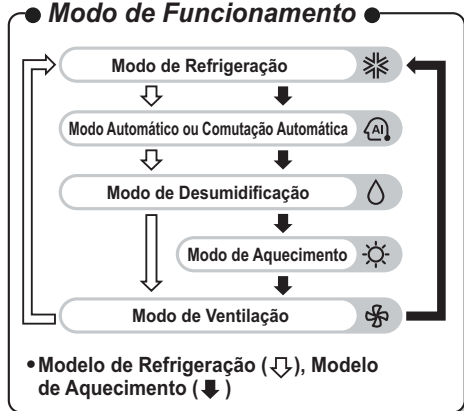 Modo de Funcionamento
Modo de Refrigeração
Modo Automático ou Comutação Automática
AI
Modo de Desumidificação
Modo de Aquecimento
Modo de Ventilação
•Modelo de Refrigeração (⇩), Modelo
de Aquecimento (⬇)